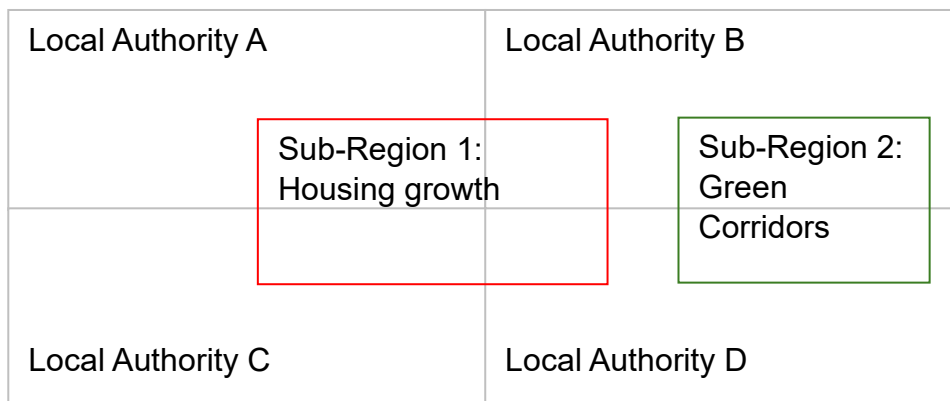 Local Authority A
Local Authority B
Sub-Region 1:
Housing growth
Sub-Region 2:
Green
Corridors
Local Authority C
Local Authority D